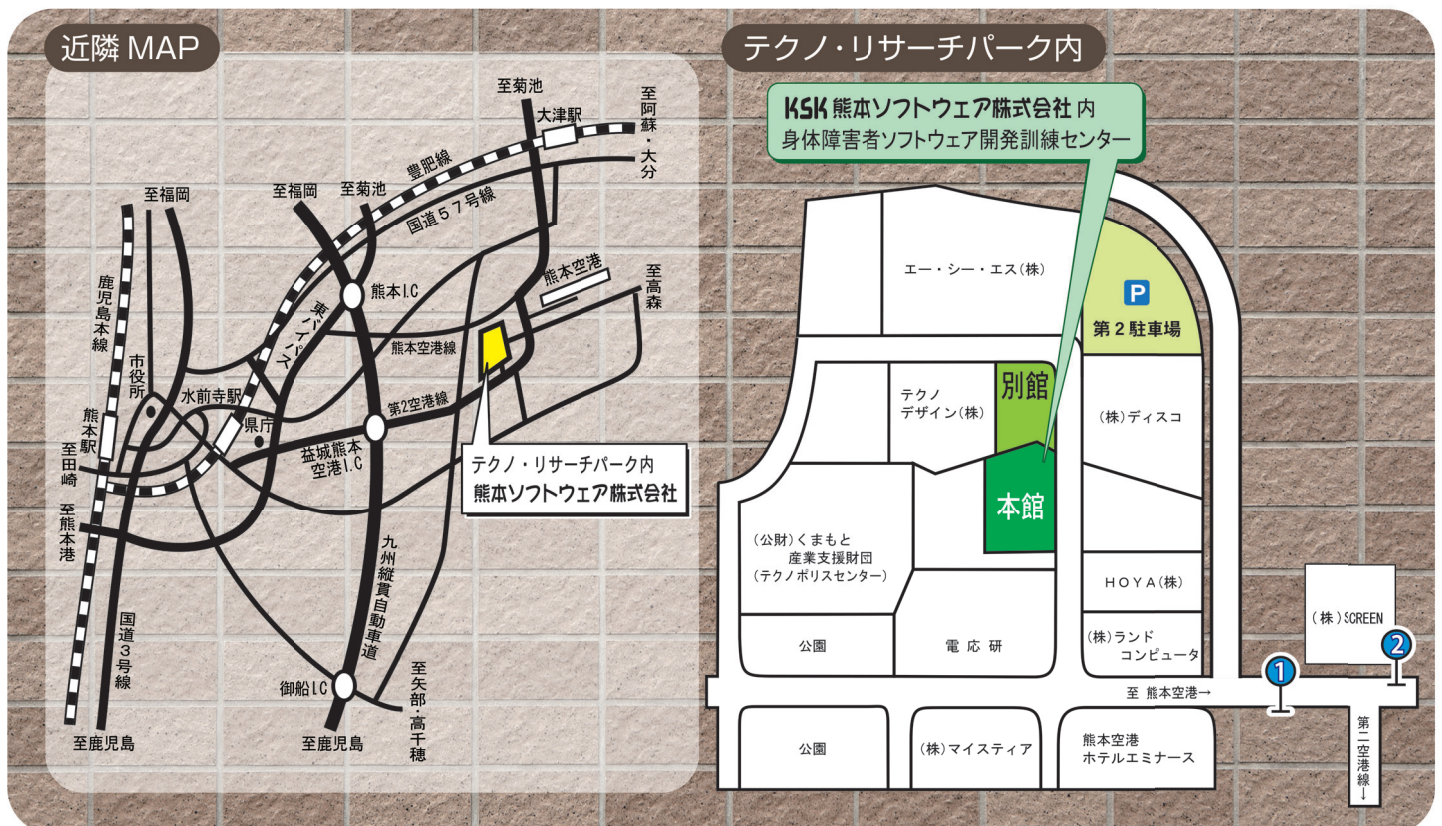 近隣 MAP
至菊池
大津駅
至阿蘇・大分
豊肥線
国道57号線
至福岡
至福岡
至菊池
熊本空港
至高森
鹿児島本線
熊本I.C
東バイパス
熊本空港線
市役所
水前寺駅
県庁
第2空港線
熊本駅
至田崎
益城熊本
空港I.C
テクノ・リサーチパーク内
熊本ソフトウェア株式会社
至熊本港
九州縦貫自動車道
国道3号線
御船I.C
至矢部・高千穂
至鹿児島
至鹿児島
テクノ・リサーチパーク内
KSK 熊本ソフトウェア株式会社 内
身体障害者ソフトウェア開発訓練センター
エー・シー・エス(株)
P
第2駐車場
テクノ
デザイン(株)
別館
(株)ディスコ
本館
(公財)くまもと
産業支援財団
(テクノポリスセンター)
HOYA(株)
(株)SCREEN
公園
電応研
(株)ランド
コンピュータ
1
2
至 熊本空港→
公園
(株)マイスティア
熊本空港
ホテルエミナース
第二空港線→